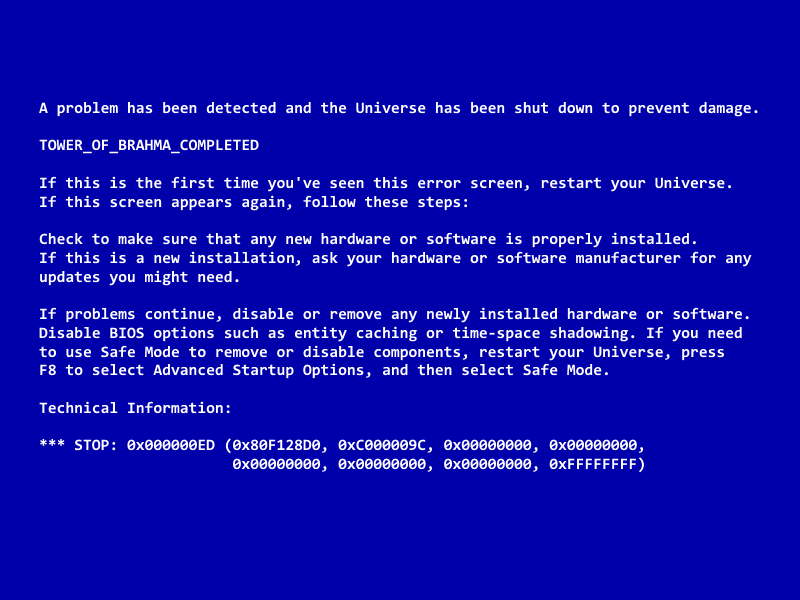 A problem has been detected and the Universe has been shut down to prevent damage.
TOWER_OF_BRAHMA_COMPLETED
If this is the first time you've seen this error screen, restart your Universe.
If this screen appears again, follow these steps:
Check to make sure that any new hardware or software is properly installed.
If this is a new installation, ask your hardware or software manufacturer for any
updates you might need.
If problems continue, disable or remove any newly installed hardware or software.
Disable BIOS options such as entity caching or time-space shadowing. If you need
to use Safe Mode to remove or disable components, restart your Universe, press
F8 to select Advanced Startup Options, and then select Safe Mode.
Technical Information:
*** STOP: 0x000000ED (0x80F128D0, 0xC000009C, 0x00000000, 0x00000000,
0x00000000, 0x00000000, 0x00000000, 0xFFFFFFFF)